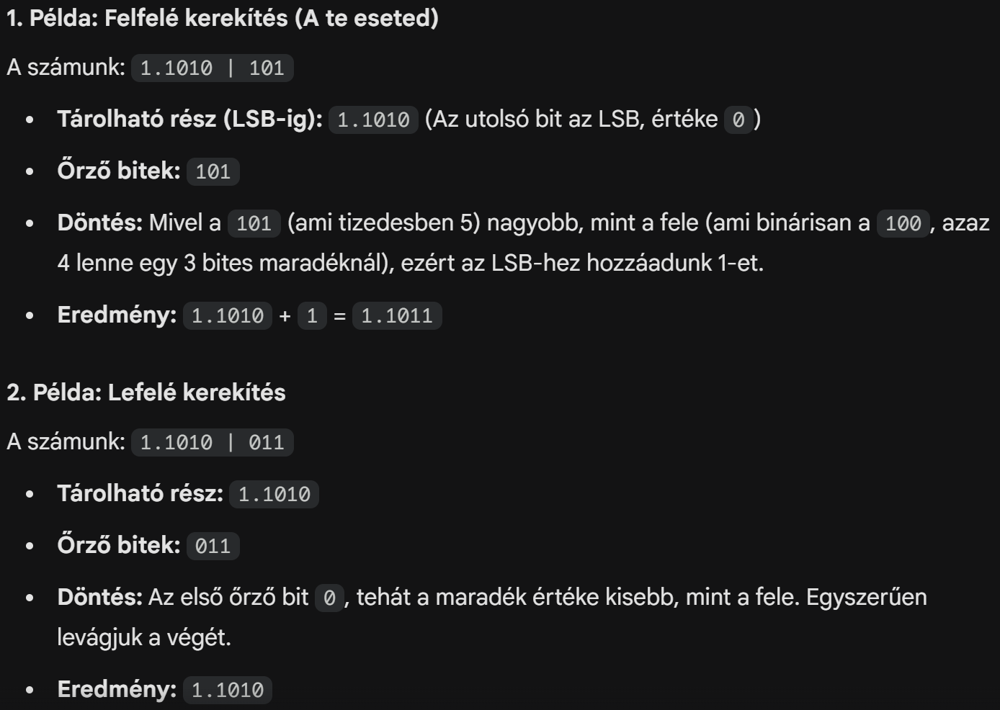 1. Példa: Felfelé kerekítés (A te eseted)
A számunk: 1.1010 | 101
• Tárolható rész (LSB-ig): 1.1010 (Az utolsó bit az LSB, értéke 0)
• Őrző bitek: 101
• Döntés: Mivel a 101 (ami tizedesben 5) nagyobb, mint a fele (ami binárisan a 100, azaz
4 lenne egy 3 bites maradéknál), ezért az LSB-hez hozzáadunk 1-et.
• Eredmény: 1.1010 + 1 = 1.1011
2. Példa: Lefelé kerekítés
A számunk: 1.1010 | 011
• Tárolható rész: 1.1010
• Őrző bitek: 011
• Döntés: Az első őrző bit 0, tehát a maradék értéke kisebb, mint a fele. Egyszerűen
levágjuk a végét.
• Eredmény: 1.1010